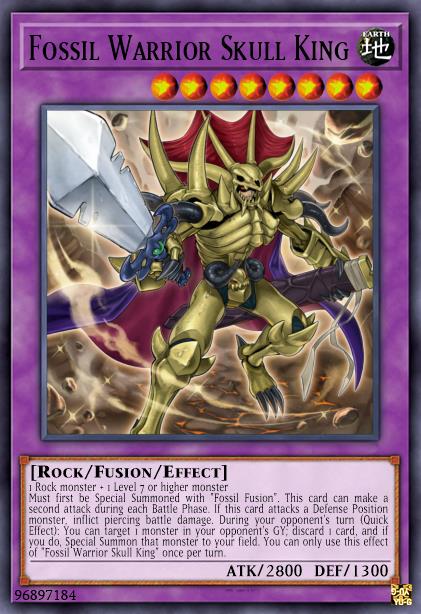 Fossil Warrior Skull King
EARTH
地
[Rock/Fusion/Effect]
1 Rock monster + 1 Level 7 or higher monster
Must first be Special Summoned with "Fossil Fusion". This card can make a
second attack during each Battle Phase. If this card attacks a Defense Position
monster, inflict piercing battle damage. During your opponent's turn (Quick
Effect): You can target 1 monster in your opponent's GY; discard 1 card, and if
you do, Special Summon that monster to your field. You can only use this effect
of "Fossil Warrior Skull King" once per turn.
ATK/2800 DEF/1300
96897184